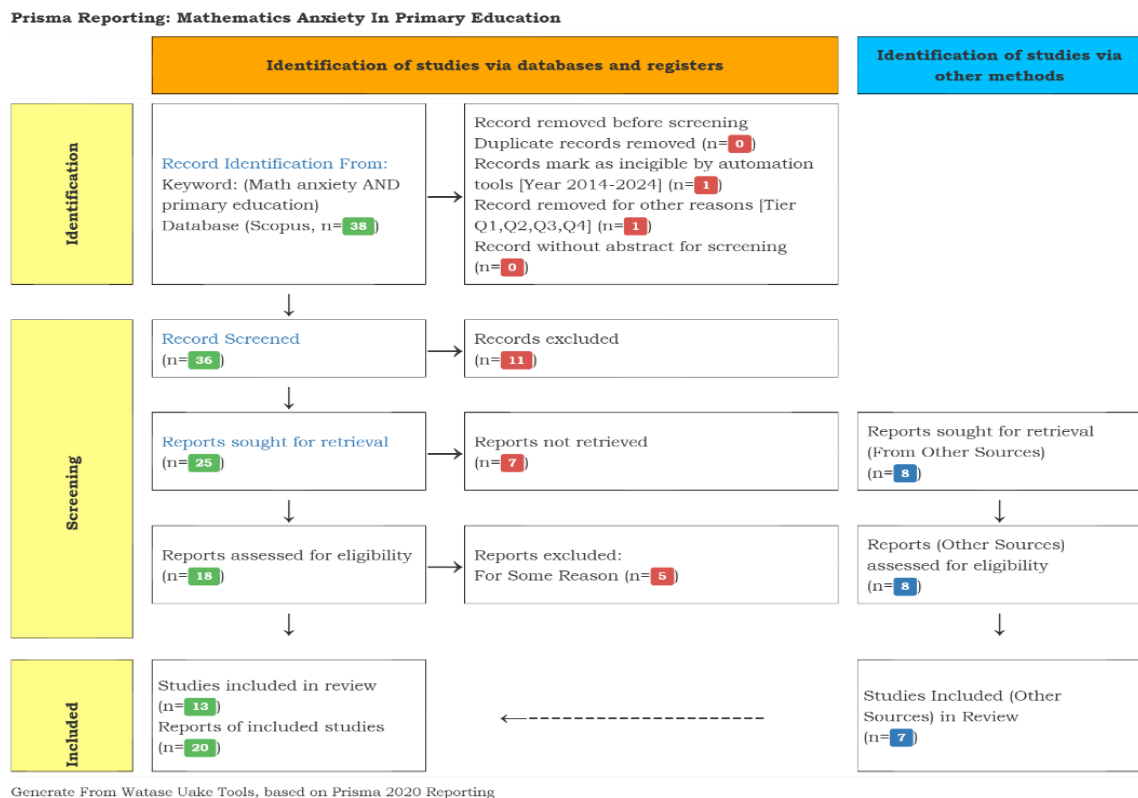 Prisma Reporting: Mathematics Anxiety In Primary Education
Identification of studies via databases and registers
Identification of studies via
other methods
Identification
Record Identification From:
Keyword: (Math anxiety AND
primary education)
Database (Scopus, n= 38)
Record removed before screening
Duplicate records removed (n= 0)
Records mark as ineigible by automation
tools [Year 2014-2024] (n= 1)
Record removed for other reasons [Tier
Q1,Q2,Q3,Q4] (n= 1)
Record without abstract for screening
(n= 0)
Screening
Record Screened
(n= 36)
Records excluded
(n= 11)
Reports sought for retrieval
(n= 25)
Reports not retrieved
(n= 7)
Reports sought for retrieval
(From Other Sources)
(n= 8)
Reports assessed for eligibility
(n= 18)
Reports excluded:
For Some Reason (n= 5)
Reports (Other Sources)
assessed for eligibility
(n= 8)
Included
Studies included in review
(n= 13)
Reports of included studies
(n= 20)
Studies Included (Other
Sources) in Review
(n= 7)
Generate From Watase Uake Tools, based on Prisma 2020 Reporting